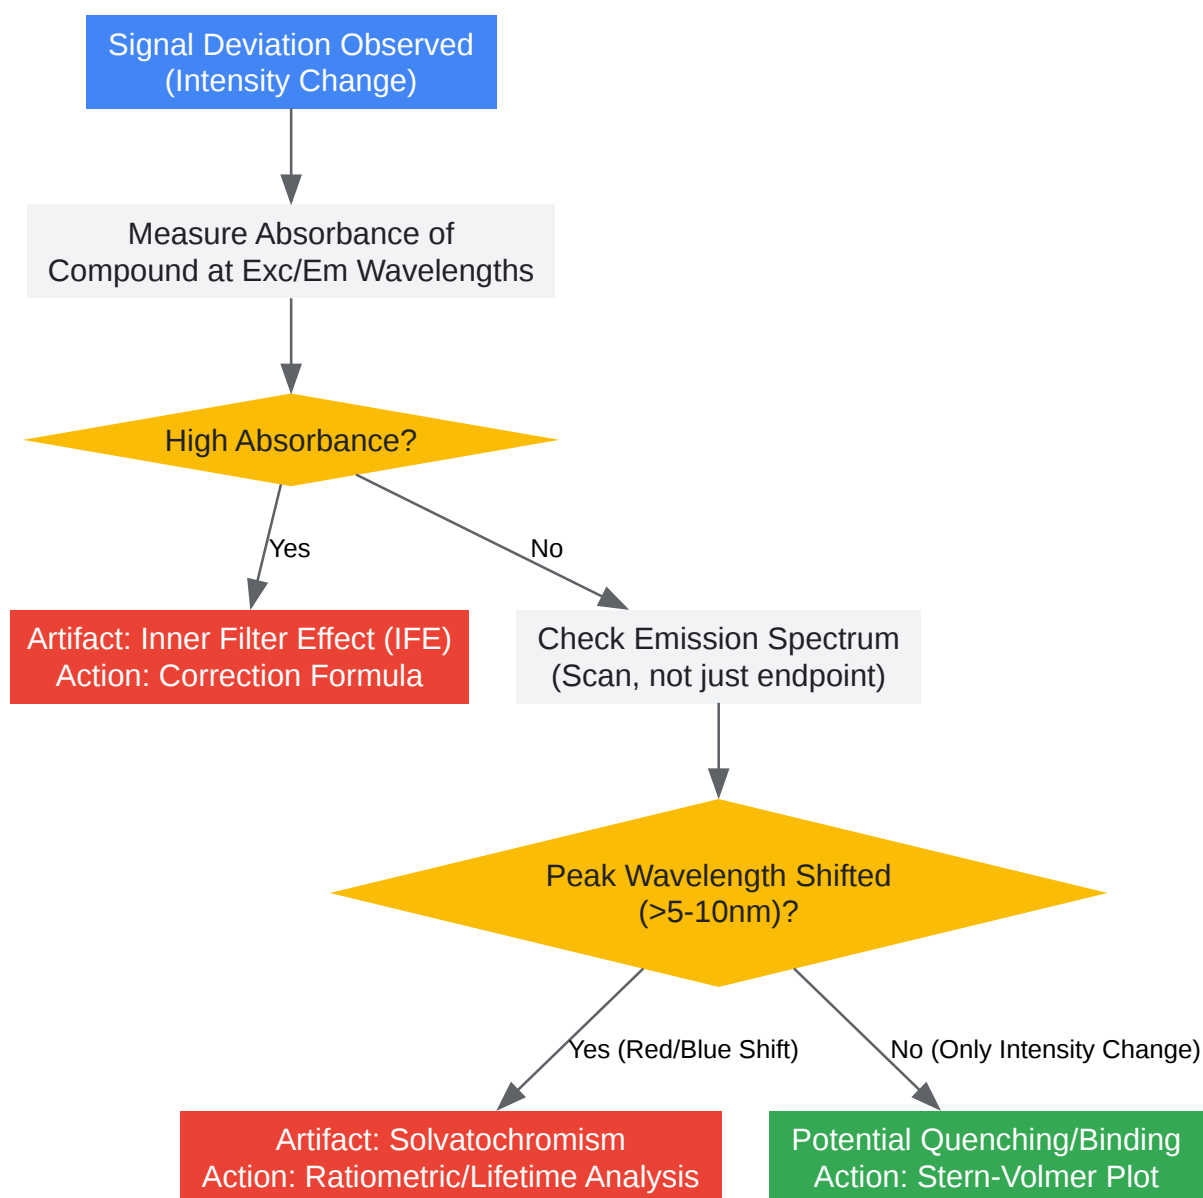 Signal Deviation Observed
(Intensity Change)
Measure Absorbance of
Compound at Exc/Em Wavelengths
High Absorbance?
Yes
No
Artifact: Inner Filter Effect (IFE)
Action: Correction Formula
Check Emission Spectrum
(Scan, not just endpoint)
Peak Wavelength Shifted
(>5-10nm)?
Yes (Red/Blue Shift)
No (Only Intensity Change)
Artifact: Solvatochromism
Action: Ratiometric/Lifetime Analysis
Potential Quenching/Binding
Action: Stern-Volmer Plot